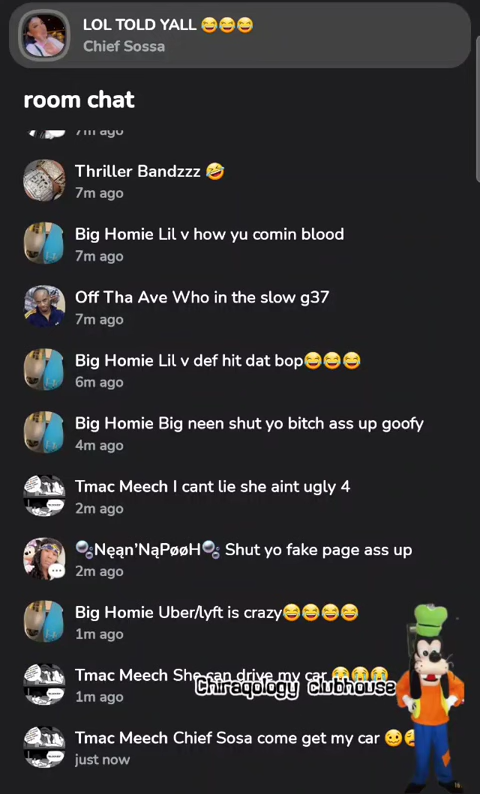 LOL TOLD YALL 😂😂😂
Chief Sossa
room chat
7m ago
Thriller Bandzzz 🤣
7m ago
Big Homie Lil v how yu comin blood
7m ago
Off Tha Ave Who in the slow g37
7m ago
Big Homie Lil v def hit dat bop😂😂😂
6m ago
Big Homie Big neen shut yo bitch ass up goofy
4m ago
Tmac Meech I cant lie she aint ugly 4
2m ago
🫧Nęąn’NąPøøH🫧 Shut yo fake page ass up
2m ago
Big Homie Uber/lyft is crazy😂😂😂😂
1m ago
Tmac Meech She can drive my car 😭😭😭
Chiraqology clubhouse
1m ago
Tmac Meech Chief Sosa come get my car
just now